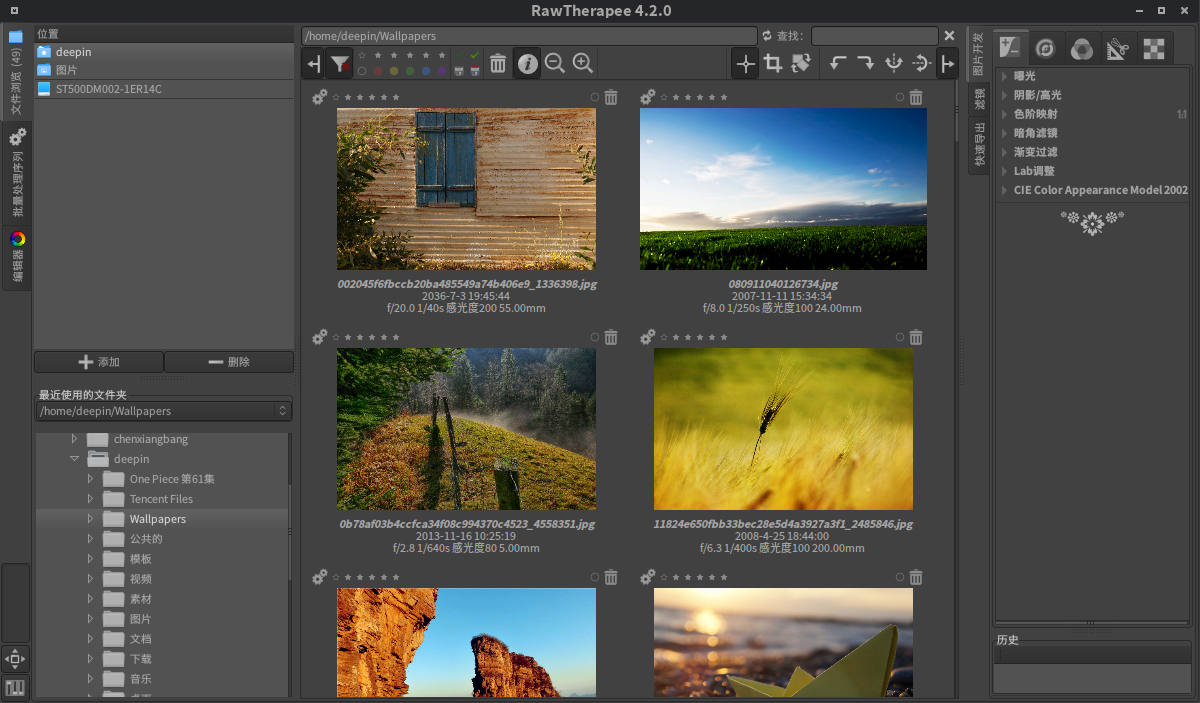 RawTherapee 4.2.0
文件浏览 (49)
批量处理序列
编辑器
位置
deepin
图片
ST500DM002-1ER14C
添加
删除
最近使用的文件夹
/home/deepin/Wallpapers
chenxiangbang
deepin
One Piece 第61集
Tencent Files
Wallpapers
公共的
模板
视频
素材
图片
文档
下载
音乐
/home/deepin/Wallpapers
查找:
002045f6fbccb20ba485549a74b406e9_1336398.jpg
2036-7-3 19:45:44
f/20.0 1/40s 感光度200 55.00mm
080911040126734.jpg
2007-11-11 15:34:34
f/8.0 1/250s 感光度100 24.00mm
0b78af03b4ccfca34f08c994370c4523_4558351.jpg
2013-11-16 10:25:19
f/2.8 1/640s 感光度80 5.00mm
11824e650fbb33bec28e5d4a3927a3f1_2485846.jpg
2008-4-25 18:44:00
f/6.3 1/400s 感光度100 200.00mm
图片开发
滤镜
快速导出
曝光
阴影/高光
色阶映射
1:1
暗角滤镜
渐变过滤
Lab调整
CIE Color Appearance Model 2002
历史